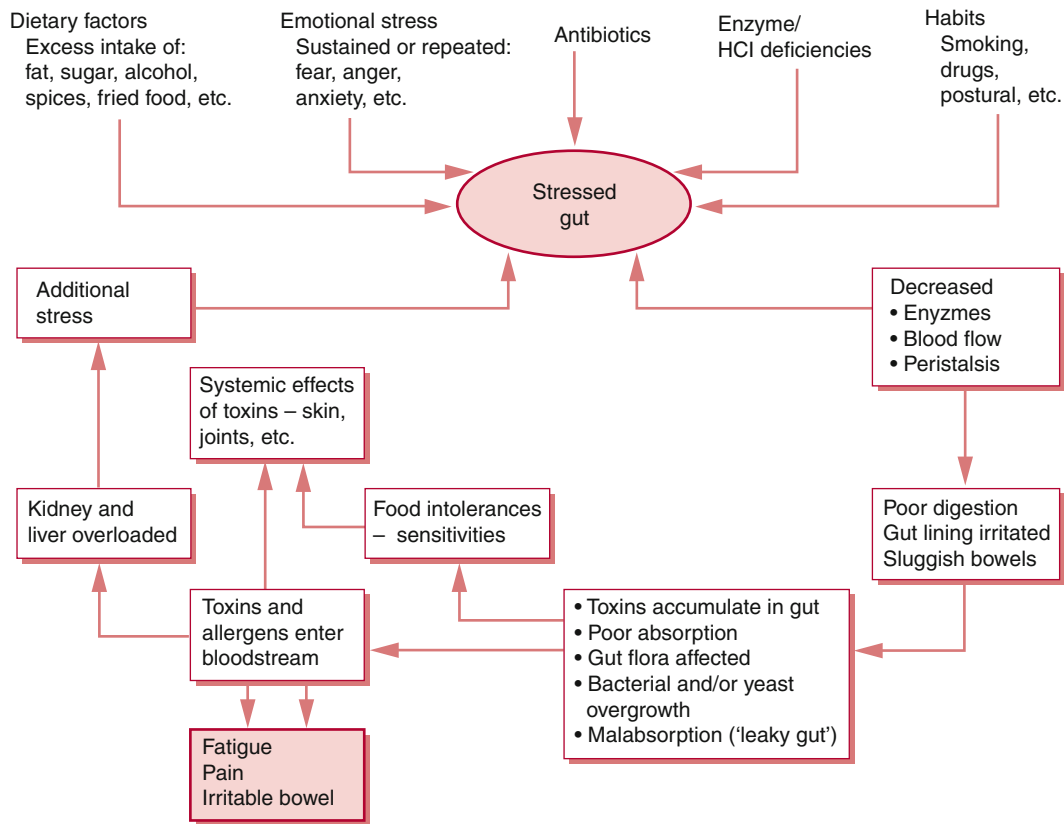 Dietary factors
Excess intake of:
fat, sugar, alcohol,
spices, fried food, etc.
Emotional stress
Sustained or repeated:
fear, anger,
anxiety, etc.
Antibiotics
Enzyme/
HCl deficiencies
Habits
Smoking,
drugs,
postural, etc.
Stressed
gut
Additional
stress
Decreased
• Enyzmes
• Blood flow
• Peristalsis
Systemic effects
of toxins – skin,
joints, etc.
Kidney and
liver overloaded
Food intolerances
– sensitivities
Poor digestion
Gut lining irritated
Sluggish bowels
Toxins and
allergens enter
bloodstream
• Toxins accumulate in gut
• Poor absorption
• Gut flora affected
• Bacterial and/or yeast
overgrowth
• Malabsorption (‘leaky gut’)
Fatigue
Pain
Irritable bowel